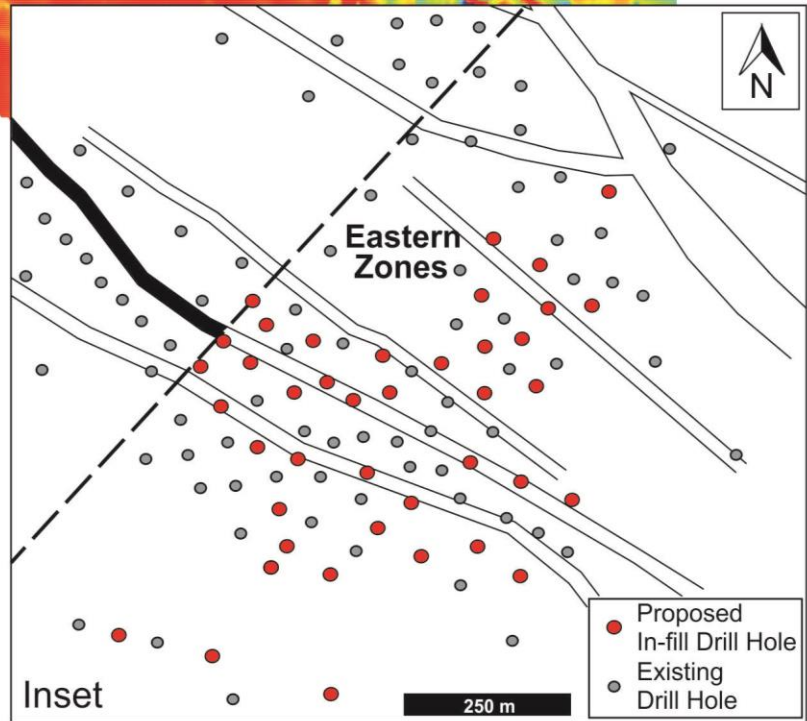 N
Eastern
Zones
Proposed
In-fill Drill Hole
Existing
Drill Hole
Inset
250 m